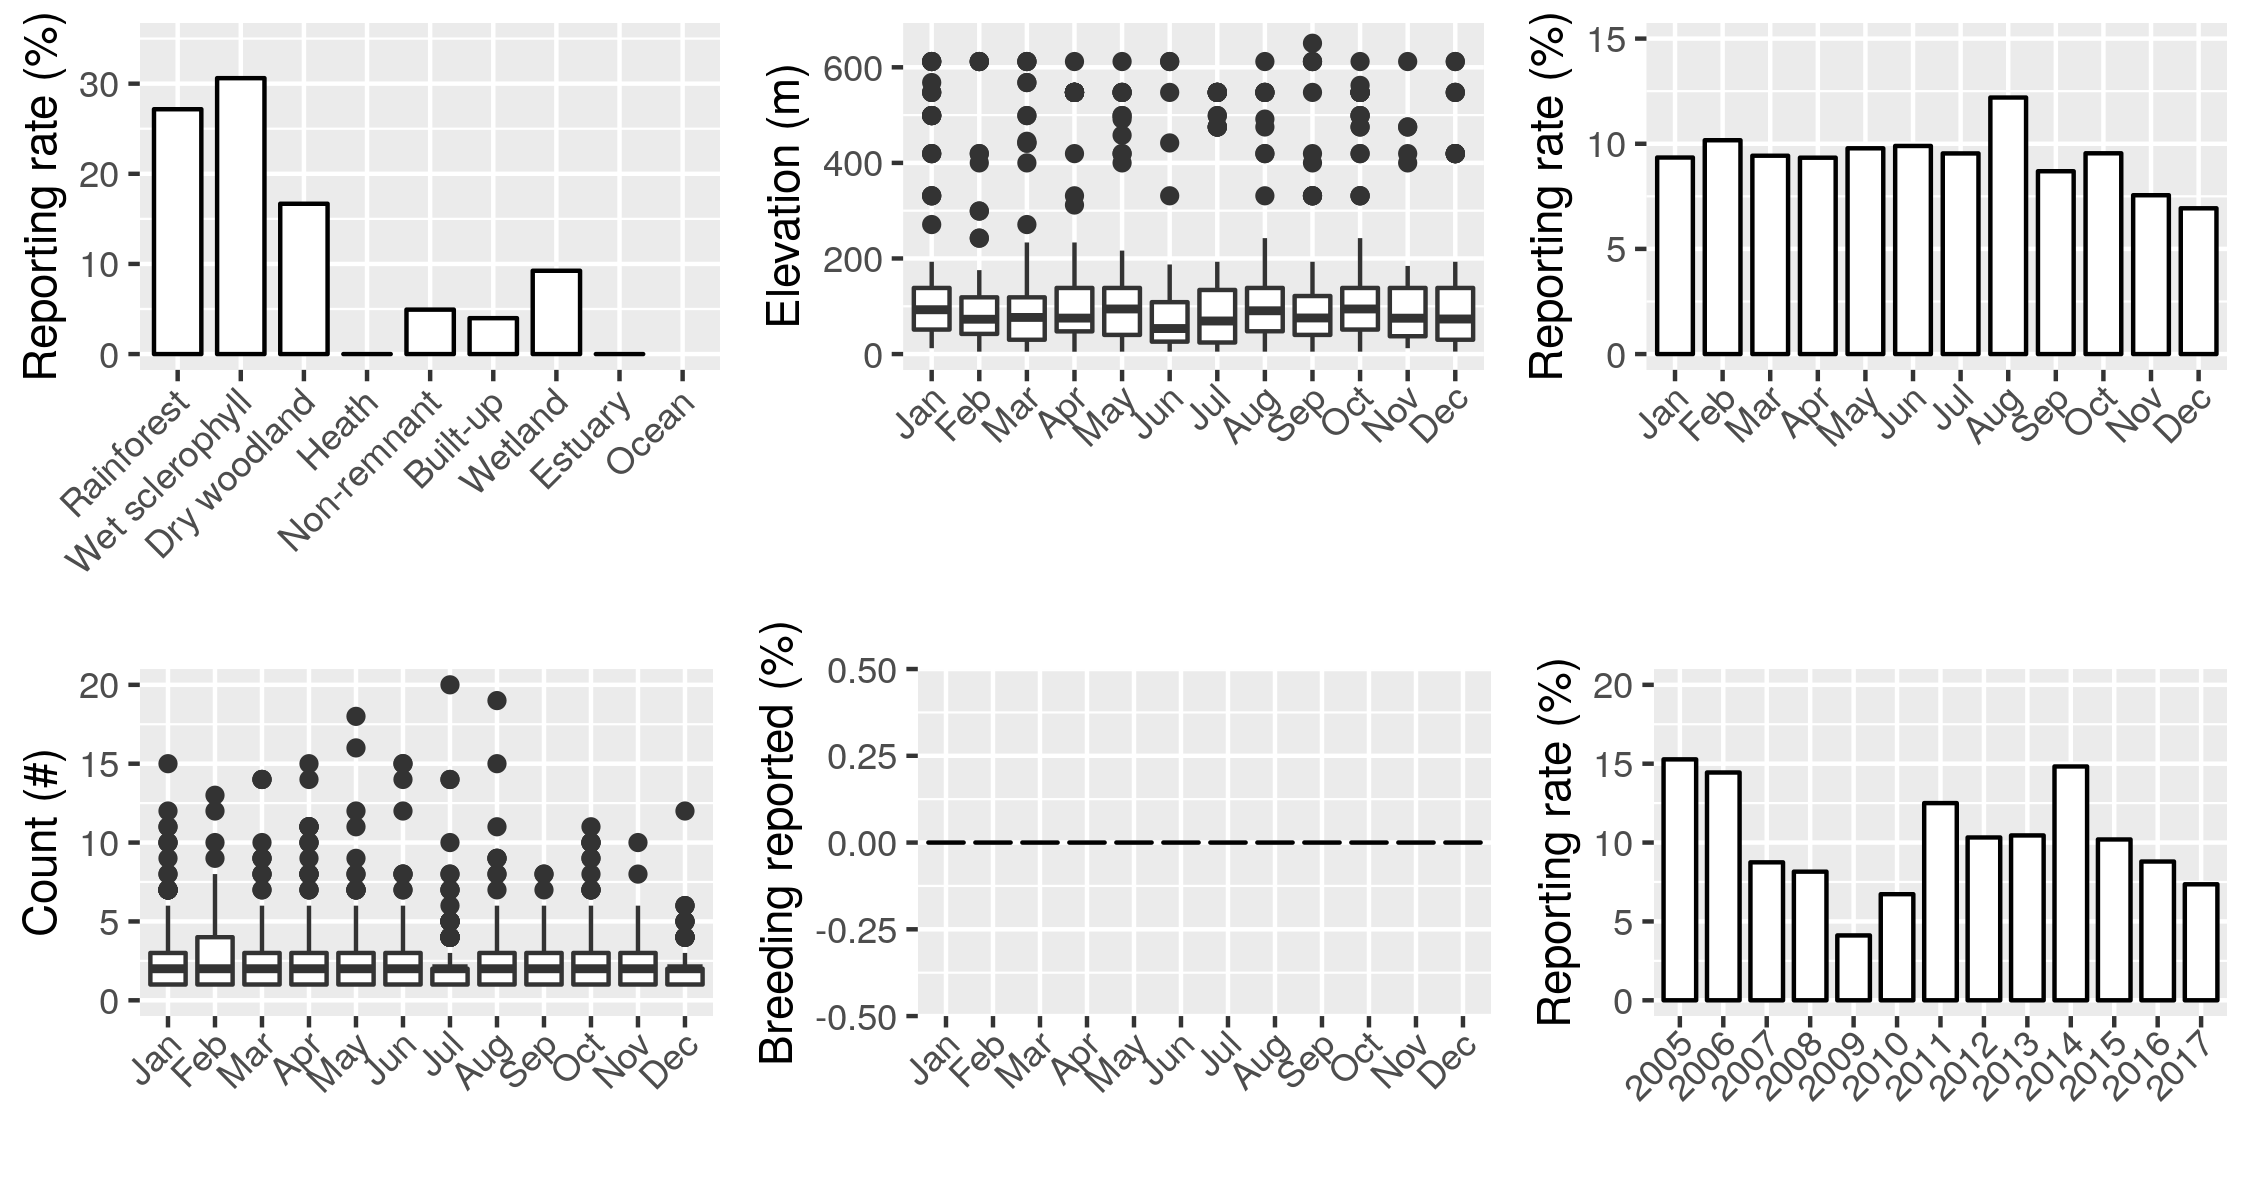 Reporting rate (%)
30
20
10
0
Rainforest
Wet sclerophyll
Dry woodland
Heath
Non-remnant
Built-up
Wetland
Estuary
Ocean
Elevation (m)
600
400
200
0
Jan
Feb
Mar
Apr
May
Jun
Jul
Aug
Sep
Oct
Nov
Dec
Reporting rate (%)
15
10
5
0
Jan
Feb
Mar
Apr
May
Jun
Jul
Aug
Sep
Oct
Nov
Dec
Count (#)
20
15
10
5
0
Jan
Feb
Mar
Apr
May
Jun
Jul
Aug
Sep
Oct
Nov
Dec
Breeding reported (%)
0.50
0.25
0.00
-0.25
-0.50
Jan
Feb
Mar
Apr
May
Jun
Jul
Aug
Sep
Oct
Nov
Dec
Reporting rate (%)
20
15
10
5
0
2005
2006
2007
2008
2009
2010
2011
2012
2013
2014
2015
2016
2017